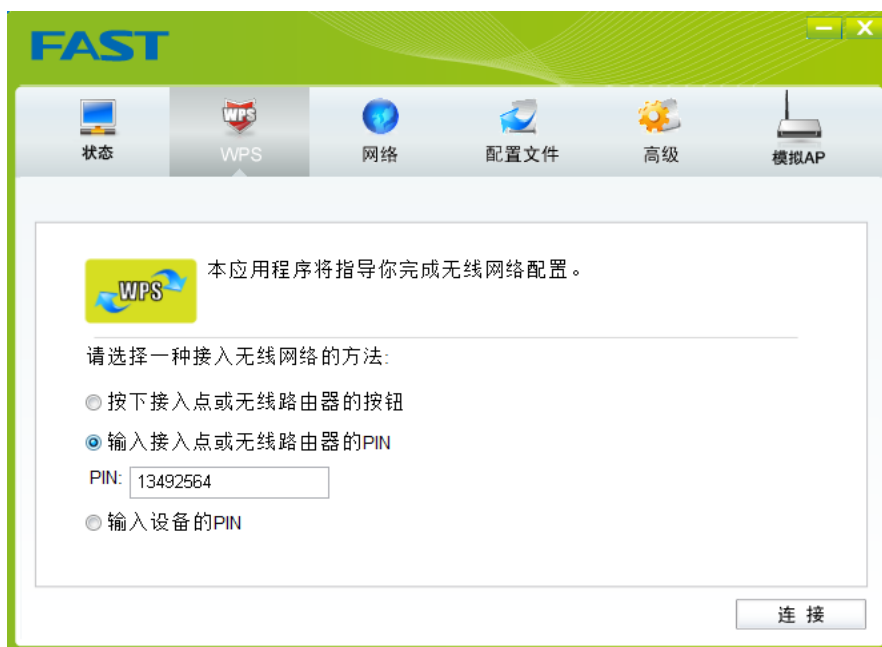 FAST
WPS
状态
WPS
网络
配置文件
高级
模拟AP
WPS
本应用程序将指导你完成无线网络配置。
请选择一种接入无线网络的方法:
按下接入点或无线路由器的按钮
输入接入点或无线路由器的PIN
PIN: 13492564
输入设备的PIN
连 接